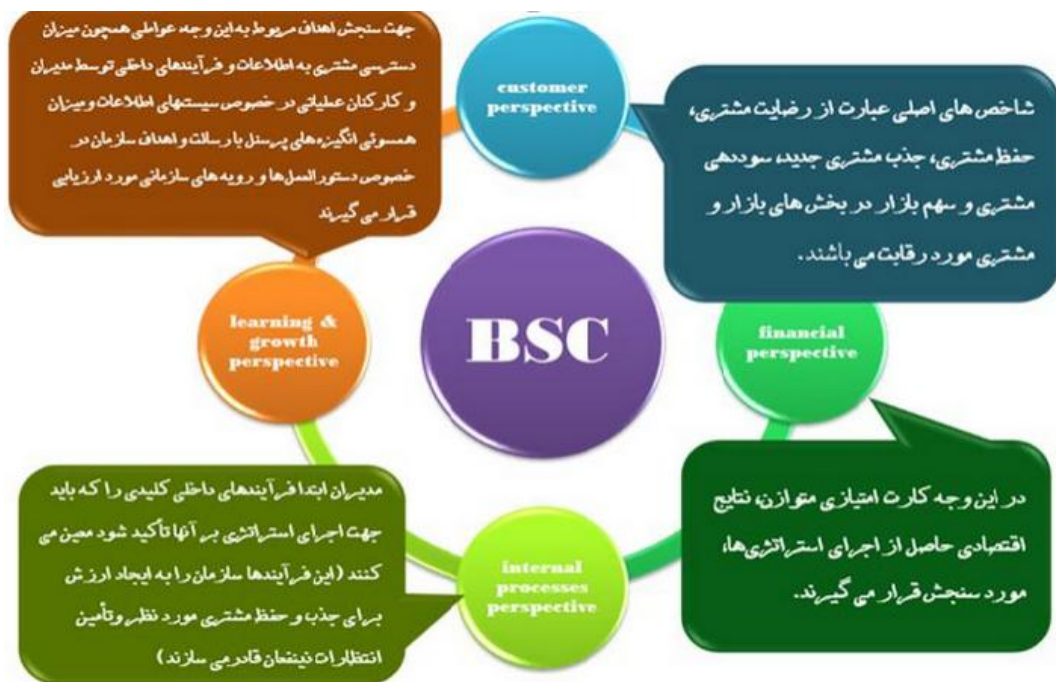 جهت سنجش اهداف مربوط به این وجه عواملی همچون میزان
دسترسی مشتری به اطلاعات و فرآیندهای داخلی توسط مدیران
و کارکنان عملیاتی در خصوص سیستمهای اطلاعات و میزان
همسوئی انگیزه های پرسنل با رسالت و اهداف سازمان در
خصوص دستورالعمل‌ها و رویه های سازمانی مورد ارزیابی
قرار می گیرند
customer
perspective
شاخص های اصلی عبارت از رضایت مشتری،
حفظ مشتری، جذب مشتری جدید، سوددهی
مشتری و سهم بازار در بخش های بازار و
مشتری مورد رقابت می باشند.
learning &
growth
perspective
BSC
financial
perspective
مدیران ابتدا فرآیندهای داخلی کلیدی را که باید
جهت اجرای استراتژی بر آنها تأکید شود معین می
کنند (این فرآیندها سازمان را به ایجاد ارزش
برای جذب و حفظ مشتری مورد نظر و تأمین
انتظارات ذینفعان قادر می سازند)
internal
processes
perspective
در این وجه کارت امتیازی متوازن، نتایج
اقتصادی حاصل از اجرای استراتژی‌ها،
مورد سنجش قرار می گیرند.